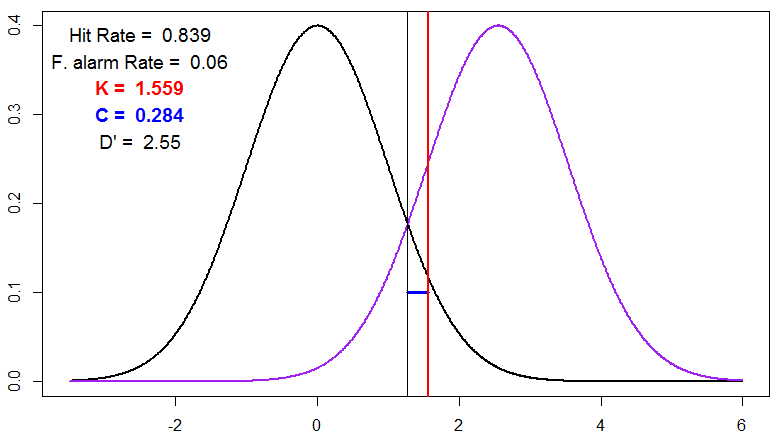 Hit Rate = 0.839
F. alarm Rate = 0.06
K = 1.559
C = 0.284
D' = 2.55
0.4
0.3
0.2
0.1
0.0
-2 0 2 4 6